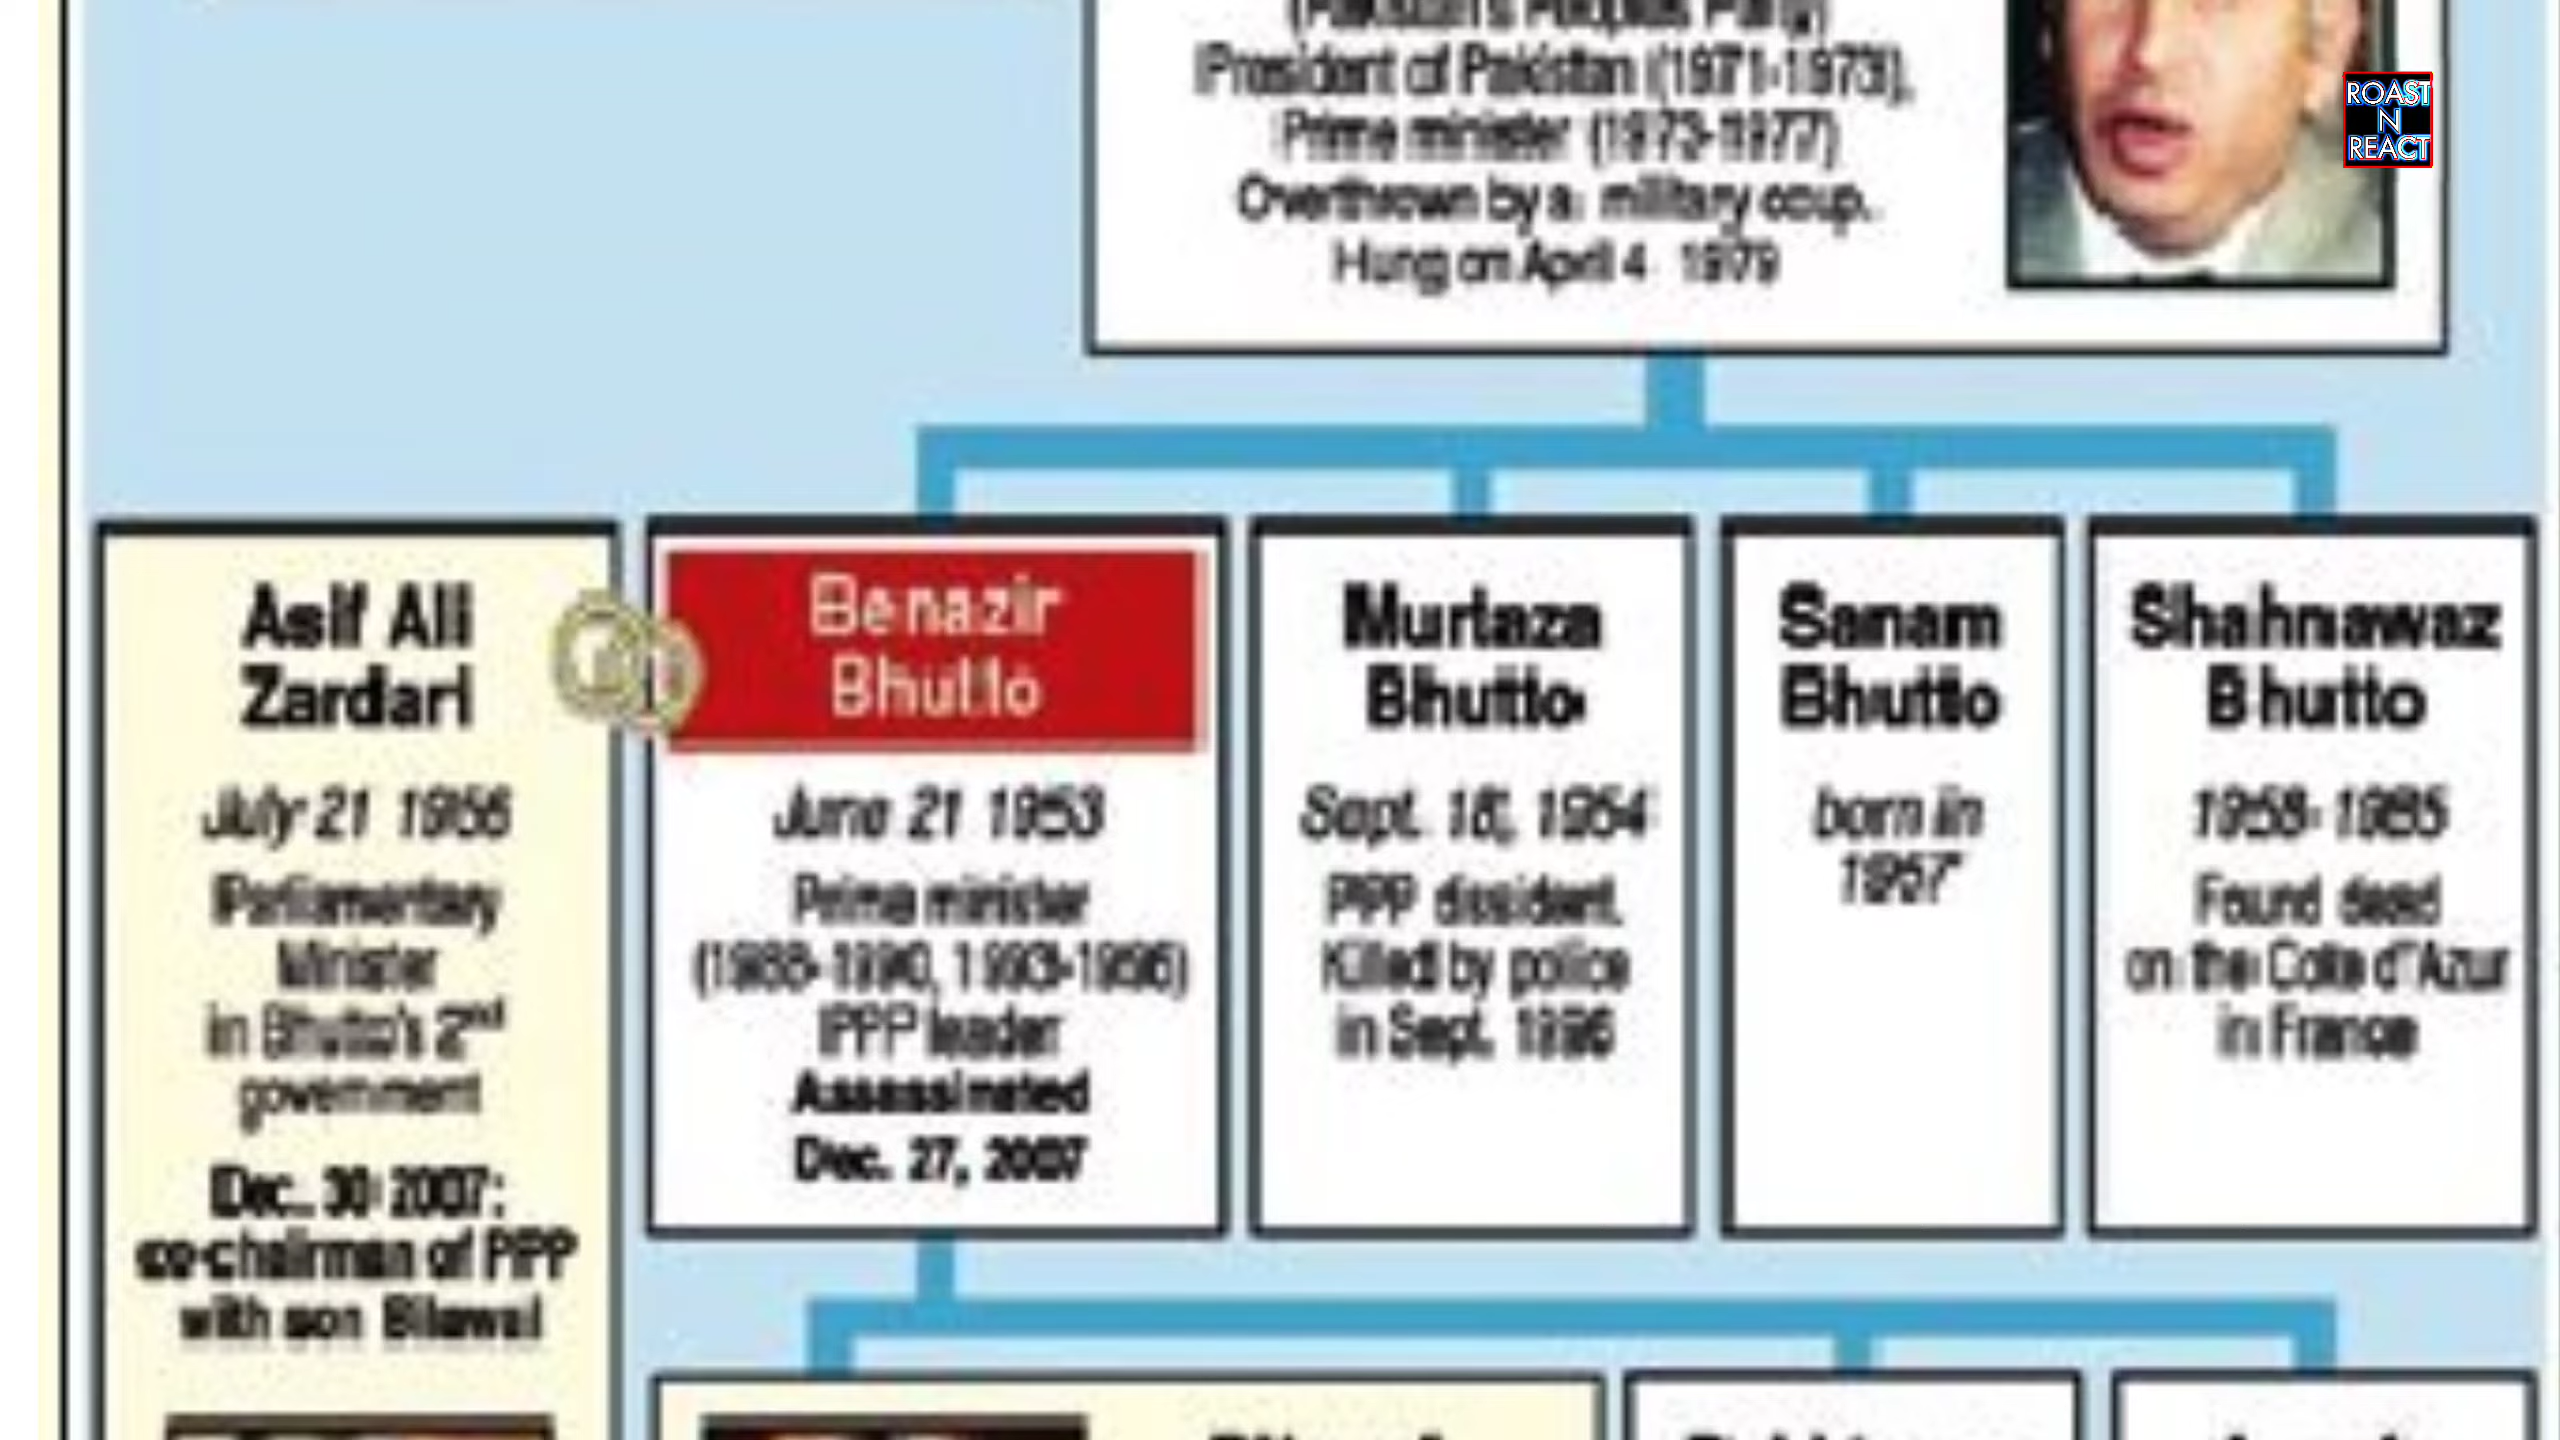 (Pakistan's Peoples Party)
President of Pakistan (1971-1973),
Prime minister (1973-1977)
Overthrown by a military coup.
Hung on April 4 1979
ROAST
N
REACT
Asif Ali
Zardari
July 21 1956
Parliamentary
Minister
in Bhutto's 2nd
government
Dec. 30 2007:
co-chairman of PPP
with son Bilawal
Benazir
Bhutto
June 21 1953
Prime minister
(1988-1990, 1993-1996)
PPP leader
Assassinated
Dec. 27, 2007
Murtaza
Bhutto
Sept. 18, 1954
PPP dissident.
Killed by police
in Sept. 1996
Sanam
Bhutto
born in
1957
Shahnawaz
Bhutto
1958-1985
Found dead
on the Cote d'Azur
in France